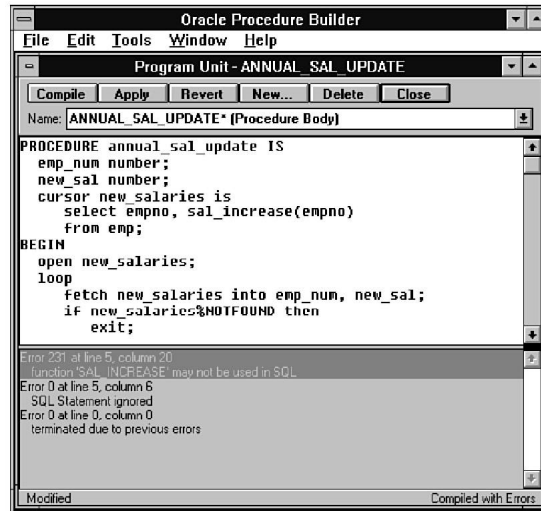 Oracle Procedure Builder
File Edit Tools Window Help
Program Unit - ANNUAL_SAL_UPDATE
Compile Apply Revert New... Delete Close
Name: ANNUAL_SAL_UPDATE* (Procedure Body)
PROCEDURE annual_sal_update IS
emp_num number;
new_sal number;
cursor new_salaries is
select empno, sal_increase(empno)
from emp;
BEGIN
open new_salaries;
loop
fetch new_salaries into emp_num, new_sal;
if new_salaries%NOTFOUND then
exit;
Error 231 at line 5, column 20
function 'SAL_INCREASE' may not be used in SQL
Error 0 at line 5, column 6
SQL Statement ignored
Error 0 at line 0, column 0
terminated due to previous errors
Modified Compiled with Errors